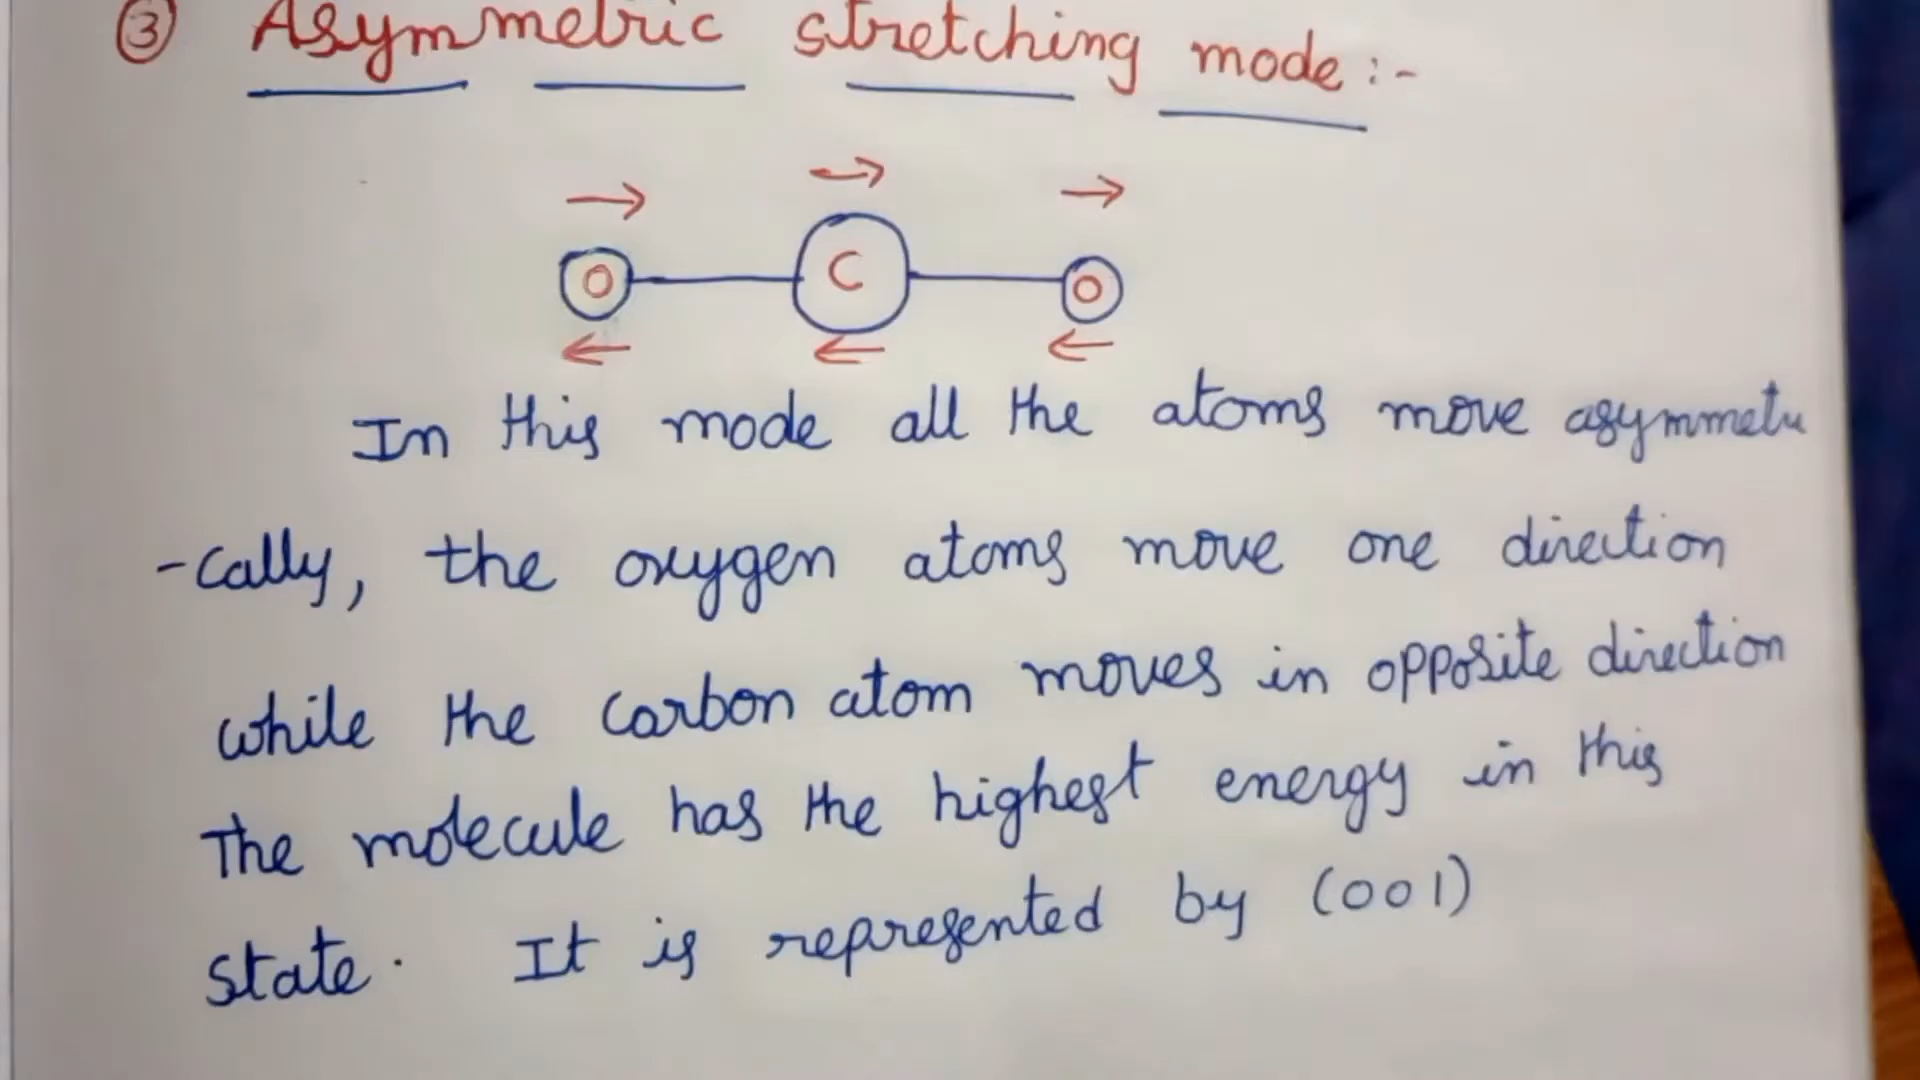 ③ Asymmetric stretching mode :-
O C O
In this mode all the atoms move asymmetri
-cally, the oxygen atoms move one direction
while the carbon atom moves in opposite direction
The molecule has the highest energy in this
state. It is represented by (001)